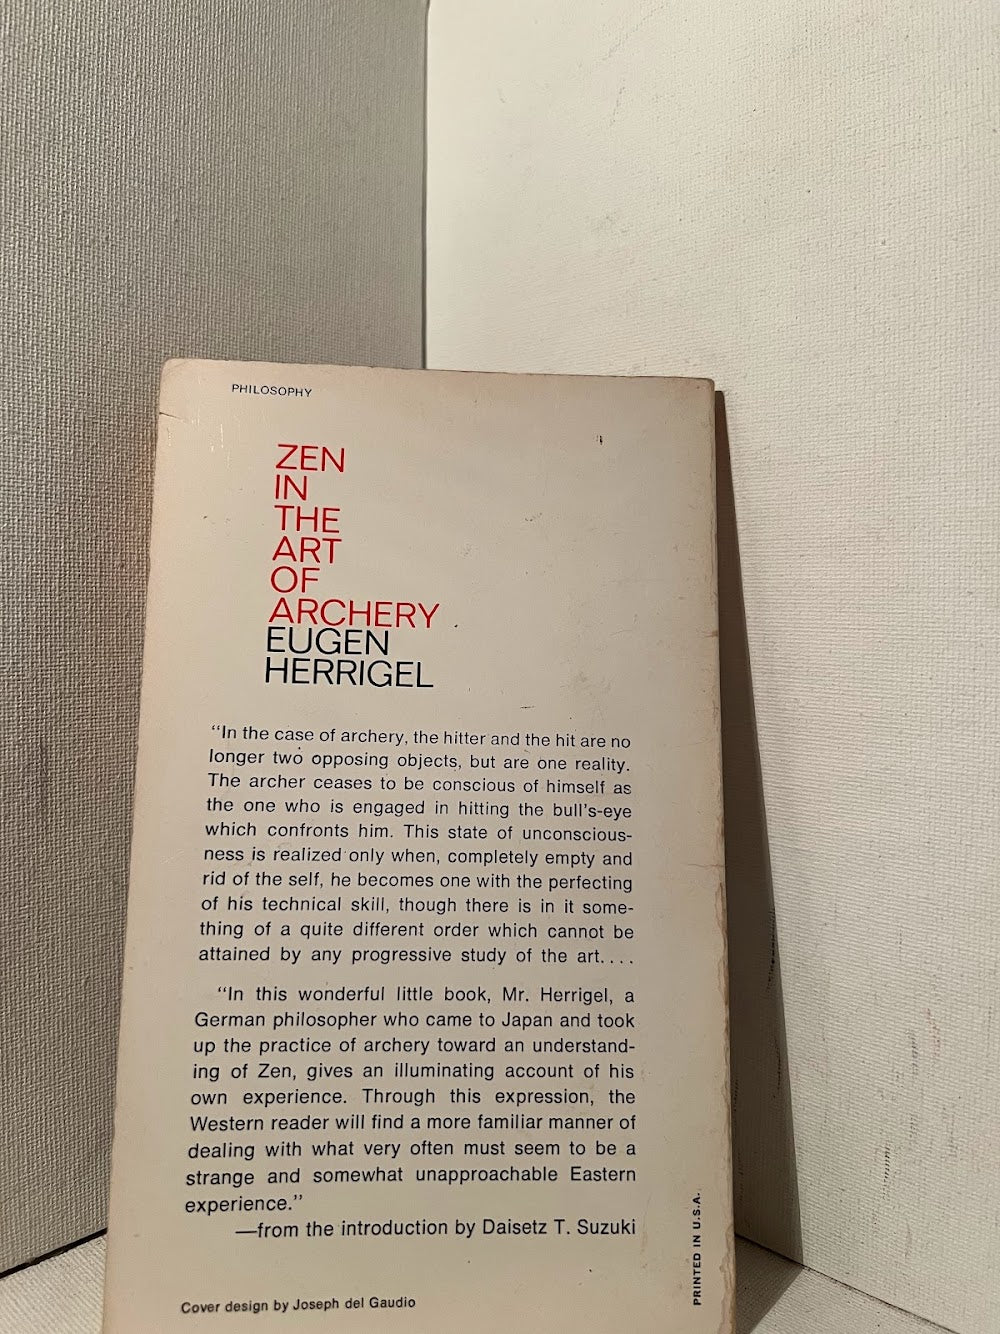 PHILOSOPHY
ZEN
IN
THE
ART
OF
ARCHERY
EUGEN
HERRIGEL
“In the case of archery, the hitter and the hit are no
longer two opposing objects, but are one reality.
The archer ceases to be conscious of himself as
the one who is engaged in hitting the bull’s-eye
which confronts him. This state of unconscious-
ness is realized only when, completely empty and
rid of the self, he becomes one with the perfecting
of his technical skill, though there is in it some-
thing of a quite different order which cannot be
attained by any progressive study of the art. . . .
“In this wonderful little book, Mr. Herrigel, a
German philosopher who came to Japan and took
up the practice of archery toward an understand-
ing of Zen, gives an illuminating account of his
own experience. Through this expression, the
Western reader will find a more familiar manner of
dealing with what very often must seem to be a
strange and somewhat unapproachable Eastern
experience.”
—from the introduction by Daisetz T. Suzuki
Cover design by Joseph del Gaudio
PRINTED IN U.S.A.